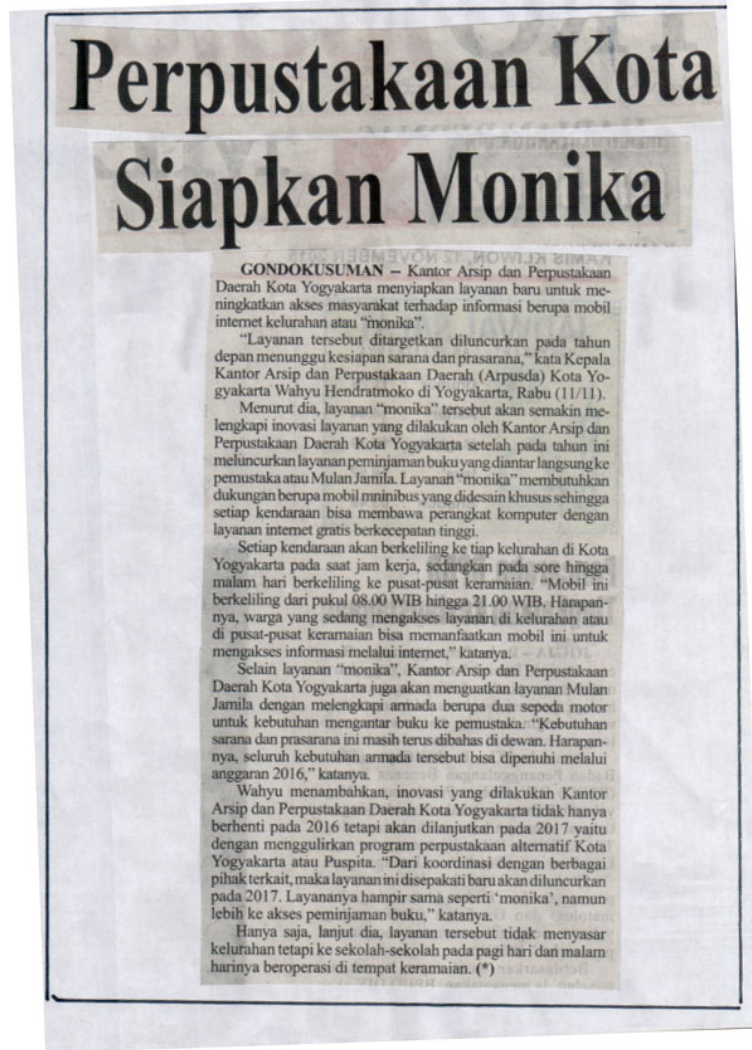 Perpustakaan Kota
Siapkan Monika
KAMIS KLIWON, 12 NOVEMBER 2015
GONDOKUSUMAN – Kantor Arsip dan Perpustakaan
Daerah Kota Yogyakarta menyiapkan layanan baru untuk me-
ningkatkan akses masyarakat terhadap informasi berupa mobil
internet kelurahan atau “monika”.
“Layanan tersebut ditargetkan diluncurkan pada tahun
depan menunggu kesiapan sarana dan prasarana,” kata Kepala
Kantor Arsip dan Perpustakaan Daerah (Arpusda) Kota Yo-
gyakarta Wahyu Hendratmoko di Yogyakarta, Rabu (11/11).
Menurut dia, layanan “monika” tersebut akan semakin me-
lengkapi inovasi layanan yang dilakukan oleh Kantor Arsip dan
Perpustakaan Daerah Kota Yogyakarta setelah pada tahun ini
meluncurkan layanan peminjaman buku yang diantar langsung ke
pemustaka atau Mulan Jamila. Layanan “monika” membutuhkan
dukungan berupa mobil mninibus yang didesain khusus sehingga
setiap kendaraan bisa membawa perangkat komputer dengan
layanan internet gratis berkecepatan tinggi.
Setiap kendaraan akan berkeliling ke tiap kelurahan di Kota
Yogyakarta pada saat jam kerja, sedangkan pada sore hingga
malam hari berkeliling ke pusat-pusat keramaian. “Mobil ini
berkeliling dari pukul 08.00 WIB hingga 21.00 WIB. Harapan-
nya, warga yang sedang mengakses layanan di kelurahan atau
di pusat-pusat keramaian bisa memanfaatkan mobil ini untuk
mengakses informasi melalui internet,” katanya.
Selain layanan “monika”, Kantor Arsip dan Perpustakaan
Daerah Kota Yogyakarta juga akan menguatkan layanan Mulan
Jamila dengan melengkapi armada berupa dua sepeda motor
untuk kebutuhan mengantar buku ke pemustaka. “Kebutuhan
sarana dan prasarana ini masih terus dibahas di dewan. Harapan-
nya, seluruh kebutuhan armada tersebut bisa dipenuhi melalui
anggaran 2016,” katanya.
Wahyu menambahkan, inovasi yang dilakukan Kantor
Arsip dan Perpustakaan Daerah Kota Yogyakarta tidak hanya
berhenti pada 2016 tetapi akan dilanjutkan pada 2017 yaitu
dengan menggulirkan program perpustakaan alternatif Kota
Yogyakarta atau Puspita. “Dari koordinasi dengan berbagai
pihak terkait, maka layanan ini disepakati baru akan diluncurkan
pada 2017. Layananya hampir sama seperti ‘monika’, namun
lebih ke akses peminjaman buku,” katanya.
Hanya saja, lanjut dia, layanan tersebut tidak menyasar
kelurahan tetapi ke sekolah-sekolah pada pagi hari dan malam
harinya beroperasi di tempat keramaian. (*)